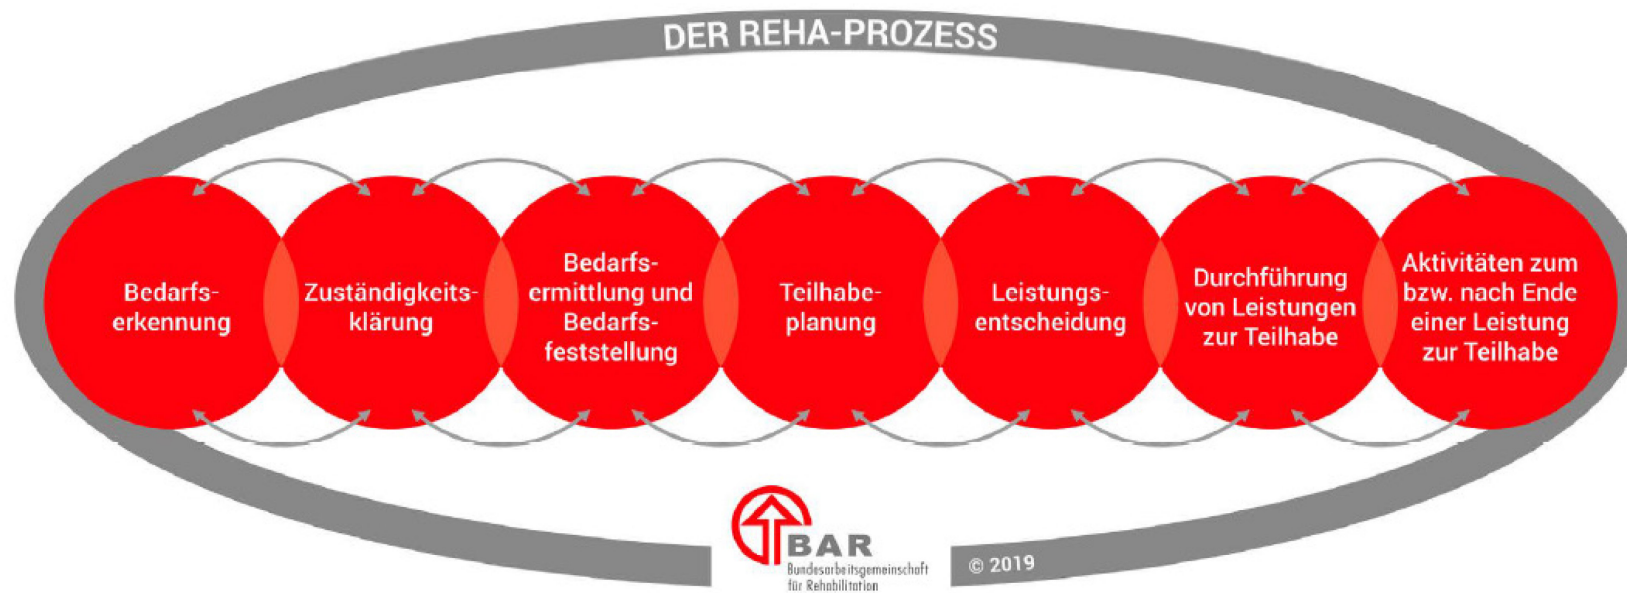 DER REHA-PROZESS
Bedarfs-
erkennung
Zuständigkeits-
klärung
Bedarfs-
ermittlung und
Bedarfs-
feststellung
Teilhabe-
planung
Leistungs-
entscheidung
Durchführung
von Leistungen
zur Teilhabe
Aktivitäten zum
bzw. nach Ende
einer Leistung
zur Teilhabe
BAR
Bundesarbeitsgemeinschaft
für Rehabilitation
© 2019